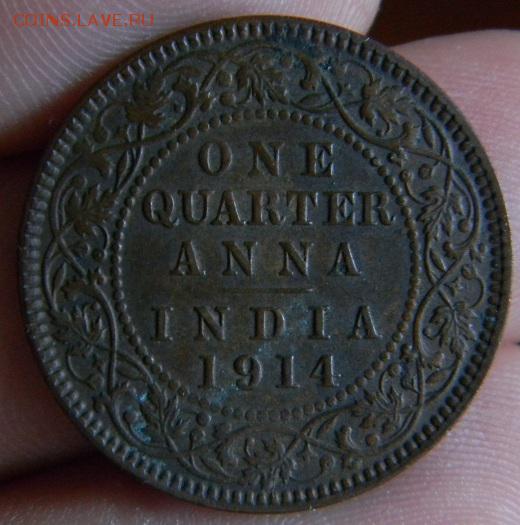 COINS.LAVE.RU
ONE
QUARTER
ANNA
INDIA
1914